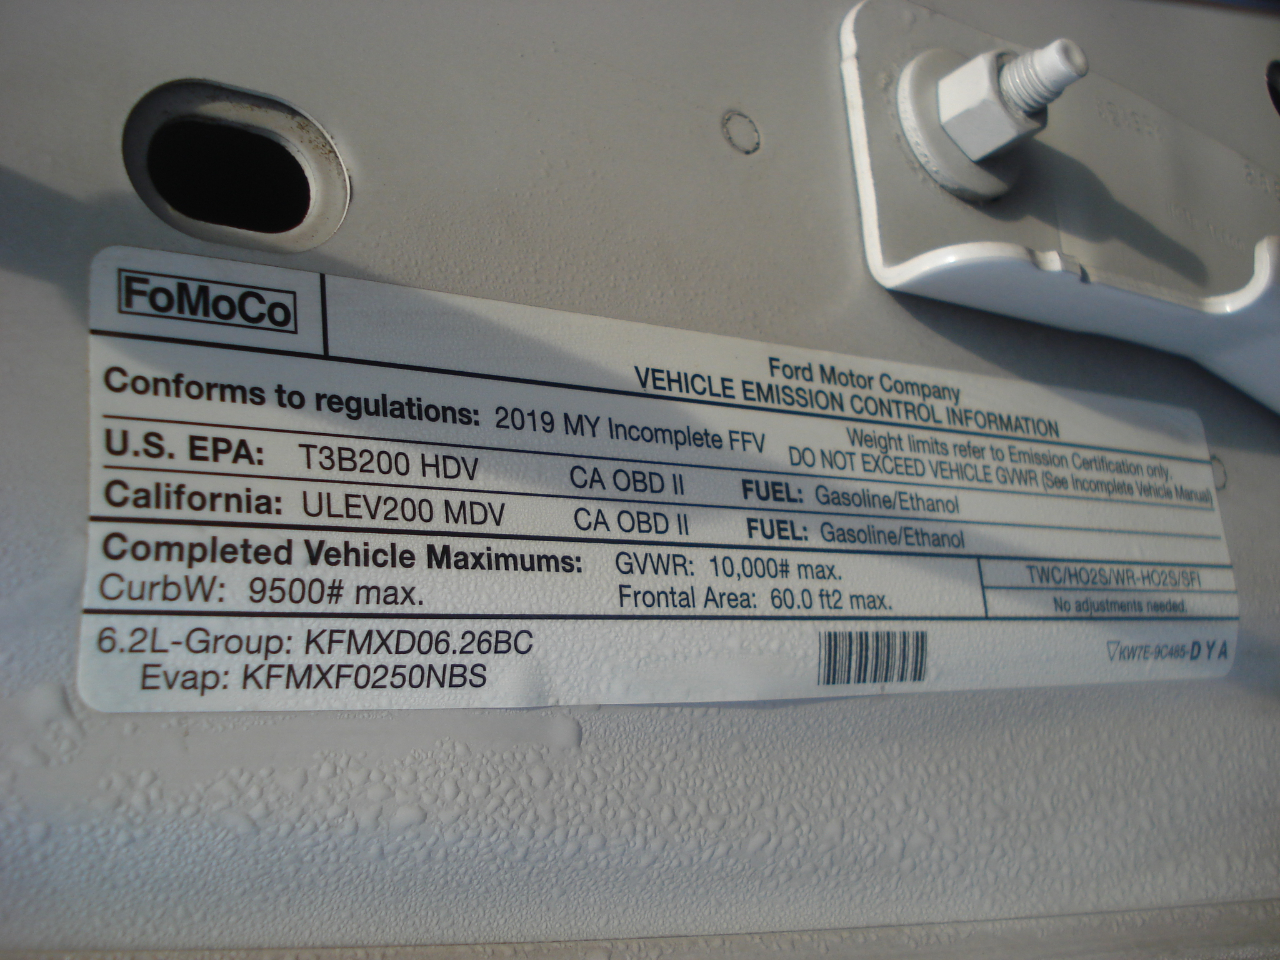 FoMoCo
Ford Motor Company
VEHICLE EMISSION CONTROL INFORMATION
Conforms to regulations: 2019 MY Incomplete FFV
Weight limits refer to Emission Certification only.
DO NOT EXCEED VEHICLE GVWR (See Incomplete Vehicle Manual)
U.S. EPA: T3B200 HDV CA OBD II FUEL: Gasoline/Ethanol
California: ULEV200 MDV CA OBD II FUEL: Gasoline/Ethanol
Completed Vehicle Maximums: GVWR: 10,000# max.
CurbW: 9500# max. Frontal Area: 60.0 ft2 max.
TWC/HO2S/WR-HO2S/SFI
No adjustments needed.
6.2L-Group: KFMXD06.26BC
Evap: KFMXF0250NBS
KW7E-9C485-DYA